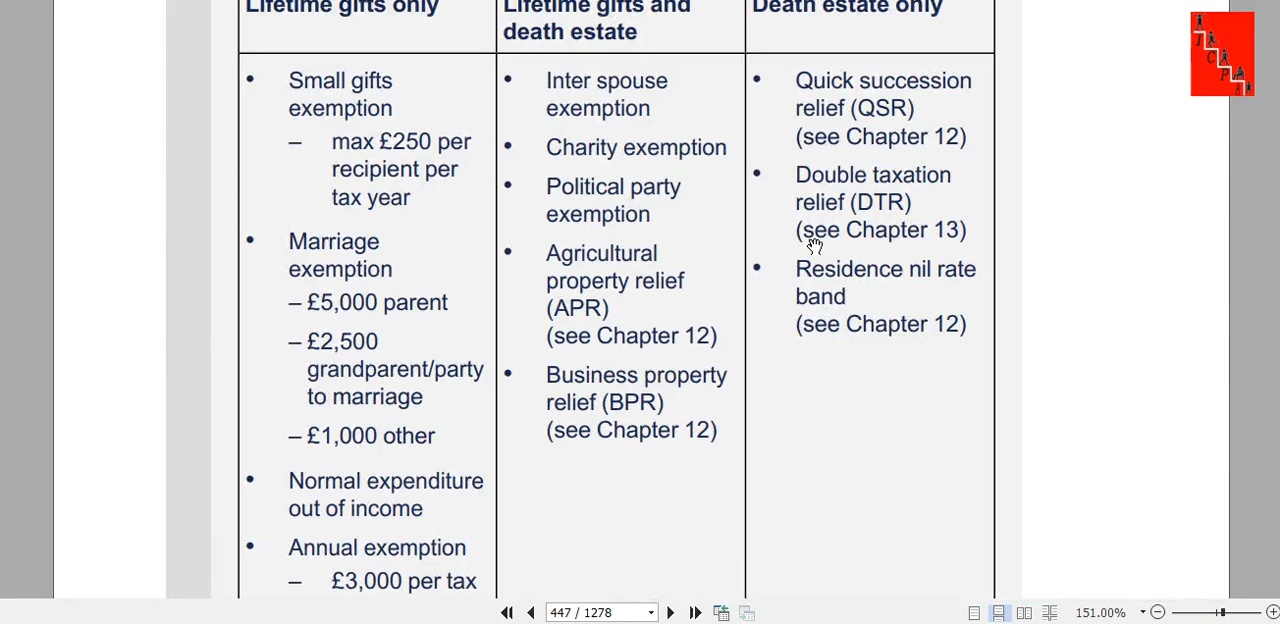 Lifetime gifts only
Lifetime gifts and
death estate
Death estate only
• Small gifts
exemption
– max £250 per
recipient per
tax year
• Marriage
exemption
– £5,000 parent
– £2,500
grandparent/party
to marriage
– £1,000 other
• Normal expenditure
out of income
• Annual exemption
– £3,000 per tax
• Inter spouse
exemption
• Charity exemption
• Political party
exemption
• Agricultural
property relief
(APR)
(see Chapter 12)
• Business property
relief (BPR)
(see Chapter 12)
• Quick succession
relief (QSR)
(see Chapter 12)
• Double taxation
relief (DTR)
(see Chapter 13)
• Residence nil rate
band
(see Chapter 12)
T
C
P
A
447 / 1278
151.00%